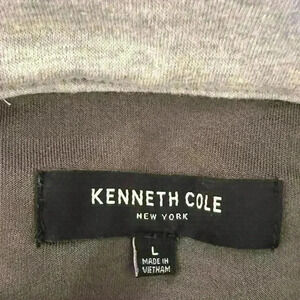 KENNETH COLE
NEW YORK
L
MADE IN
VIETNAM